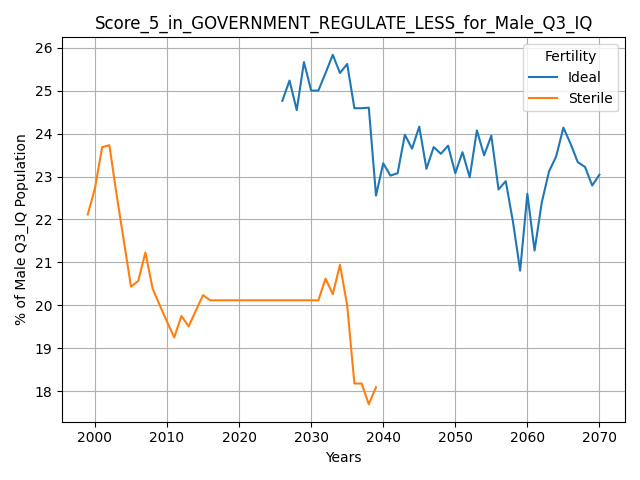 Score_5_in_GOVERNMENT_REGULATE_LESS_for_Male_Q3_IQ
Fertility
Ideal
Sterile
% of Male Q3_IQ Population
26
25
24
23
22
21
20
19
18
2000 2010 2020 2030 2040 2050 2060 2070
Years